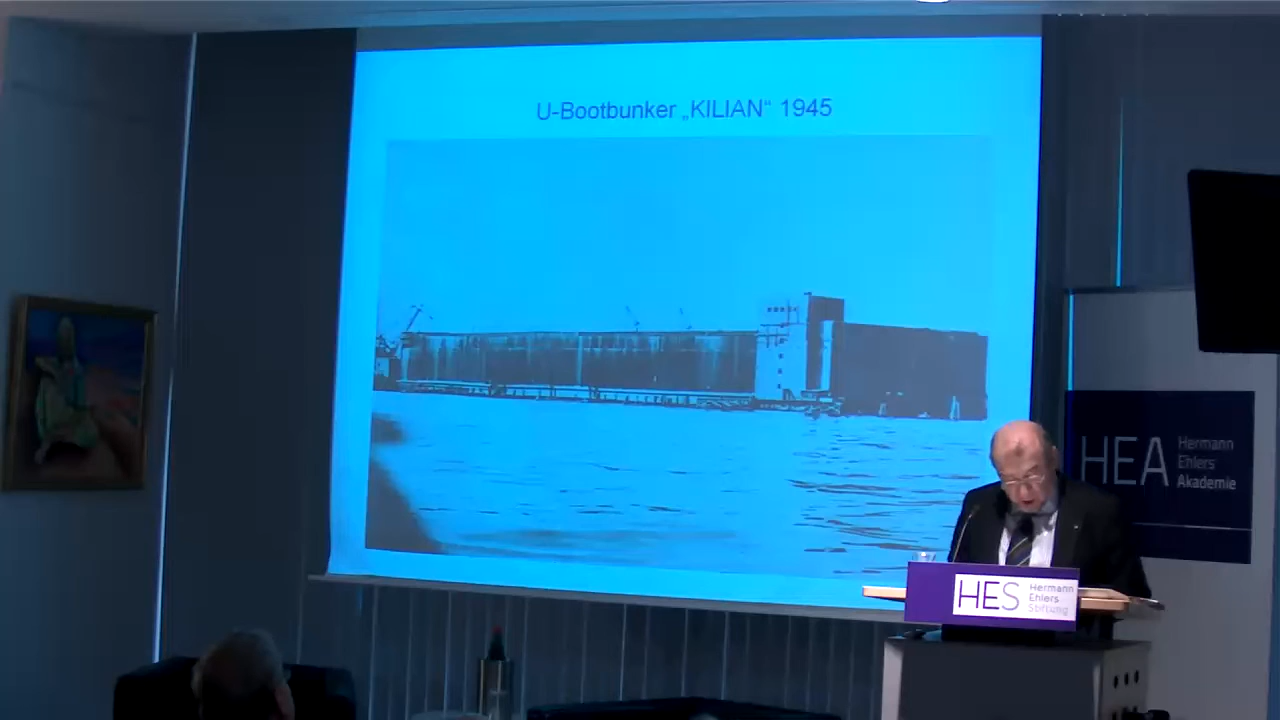 U-Bootbunker „KILIAN“ 1945
HEA
Hermann
Ehlers
Akademie
HES
Hermann
Ehlers
Stiftung